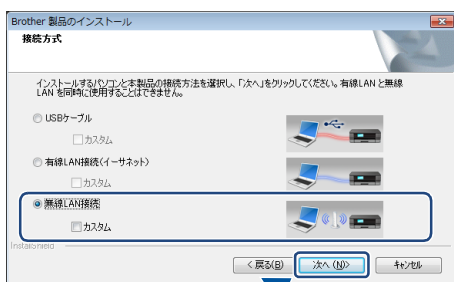 Brother 製品のインストール
接続方式
インストールするパソコンと本製品の接続方法を選択し、「次へ」をクリックしてください。有線LAN と無線
LAN を同時に使用することはできません。
USBケーブル
カスタム
有線LAN接続(イーサネット)
カスタム
無線LAN接続
カスタム
InstallShield
< 戻る(B)
次へ (N)>
キャンセル